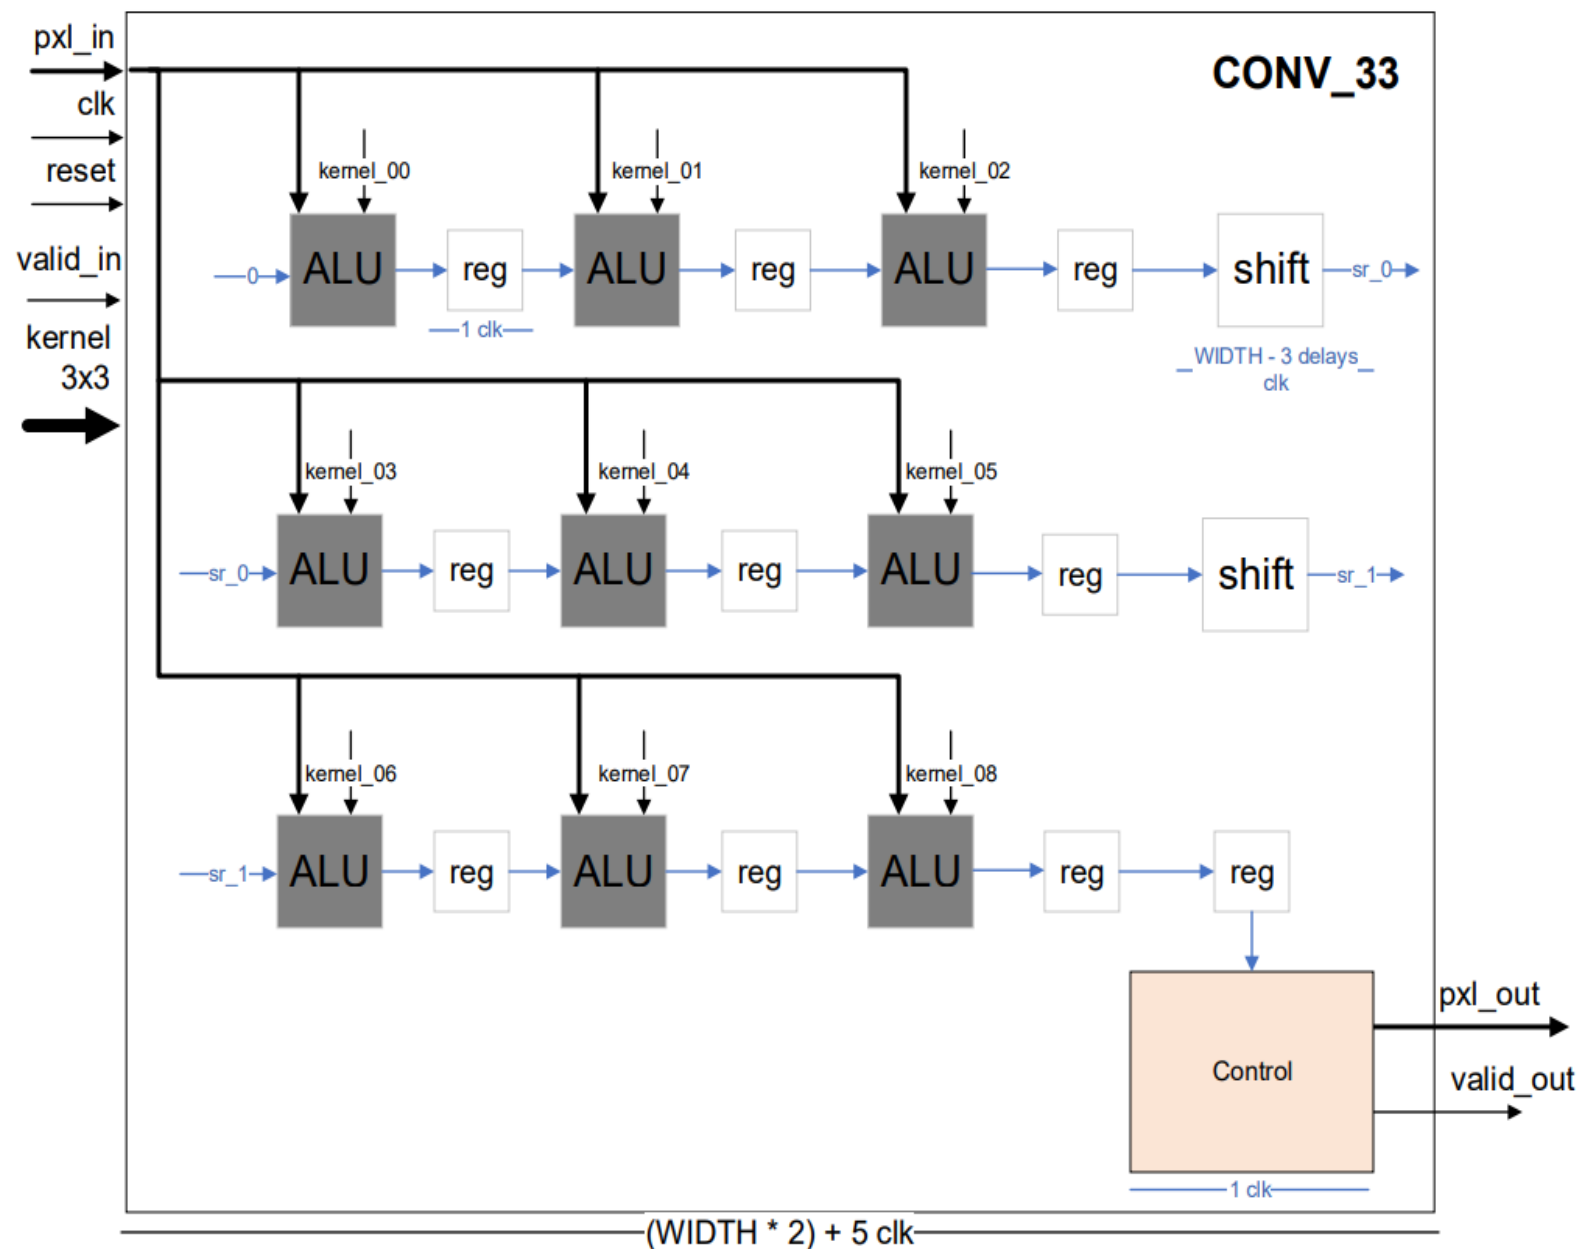 pxl_in
clk
reset
valid_in
kernel
3x3
CONV_33
kernel_00
kernel_01
kernel_02
0
ALU
reg
ALU
reg
ALU
reg
shift
sr_0
1 clk
WIDTH - 3 delays
clk
kernel_03
kernel_04
kernel_05
sr_0
ALU
reg
ALU
reg
ALU
reg
shift
sr_1
kernel_06
kernel_07
kernel_08
sr_1
ALU
reg
ALU
reg
ALU
reg
reg
Control
pxl_out
valid_out
1 clk
(WIDTH * 2) + 5 clk